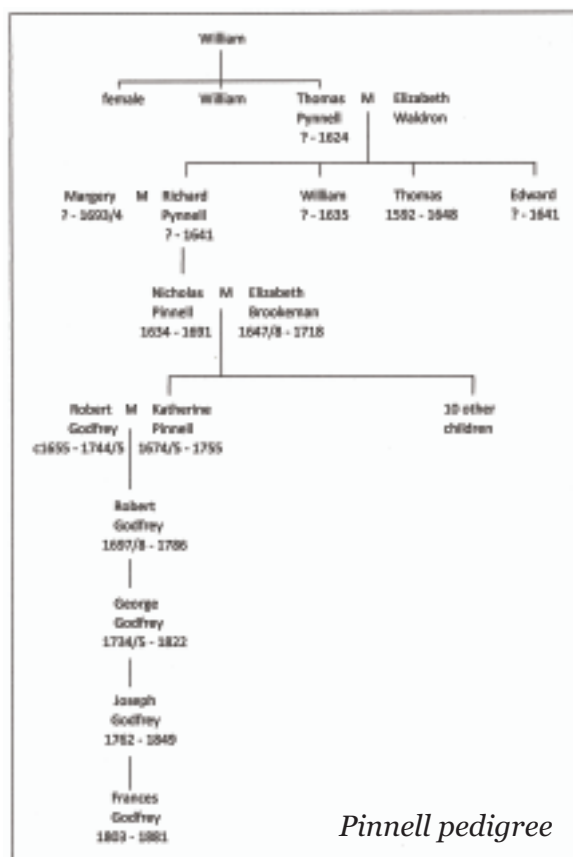 William
female William Thomas M Elizabeth
Pynnell Waldron
? - 1624
Margery M Richard William Thomas Edward
? - 1693/4 Pynnell ? - 1635 1592 - 1648 ? - 1641
? - 1641
Nicholas M Elizabeth
Pinnell Brookeman
1634 - 1691 1647/8 - 1718
Robert M Katherine 10 other
Godfrey Pinnell children
c1655 - 1744/5 1674/5 - 1755
Robert
Godfrey
1697/8 - 1786
George
Godfrey
1734/5 - 1822
Joseph
Godfrey
1762 - 1849
Frances
Godfrey
1803 - 1881
Pinnell pedigree